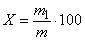 X = m₁/m · 100